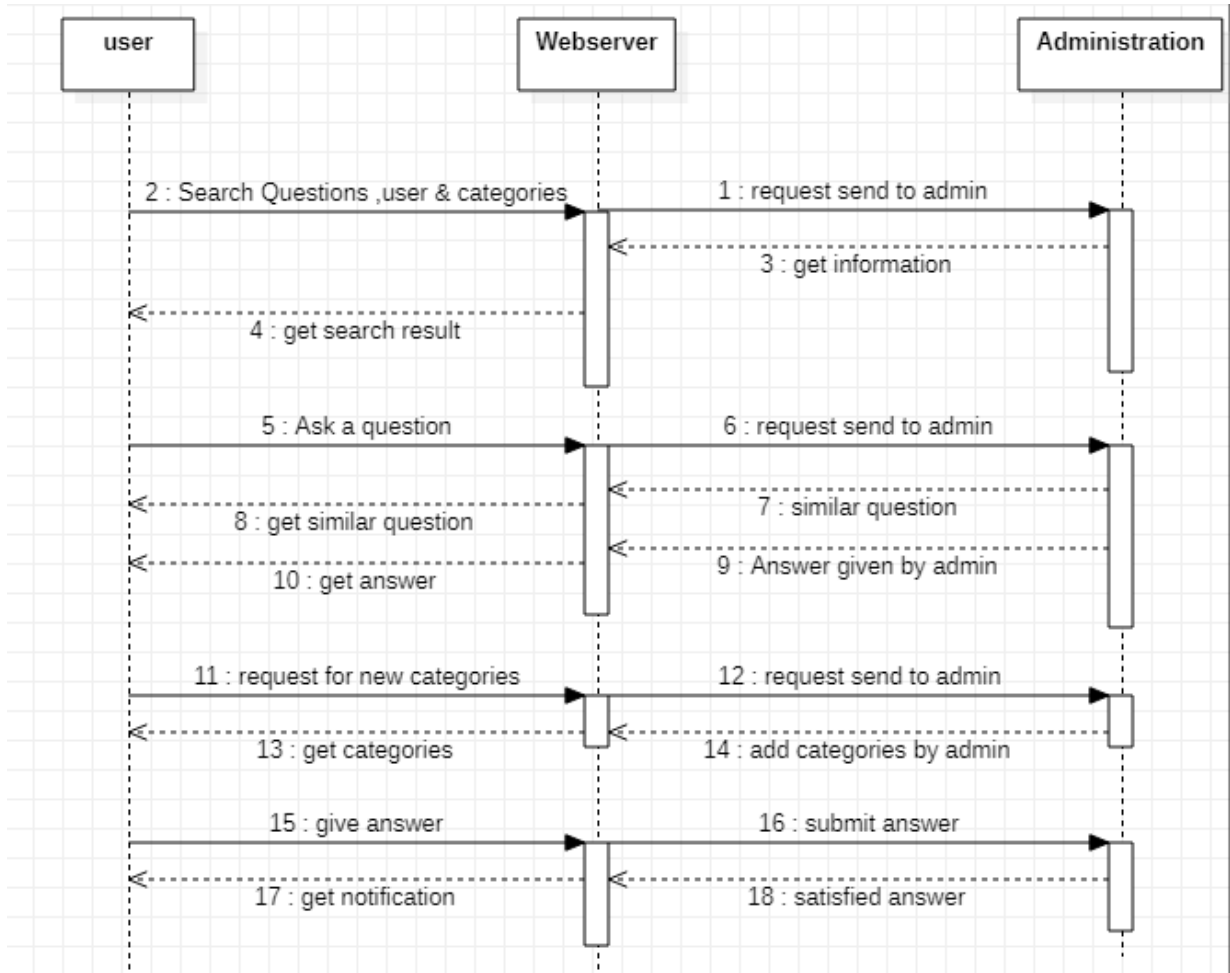 user
Webserver
Administration
2 : Search Questions ,user & categories
1 : request send to admin
3 : get information
4 : get search result
5 : Ask a question
6 : request send to admin
7 : similar question
8 : get similar question
9 : Answer given by admin
10 : get answer
11 : request for new categories
12 : request send to admin
13 : get categories
14 : add categories by admin
15 : give answer
16 : submit answer
17 : get notification
18 : satisfied answer